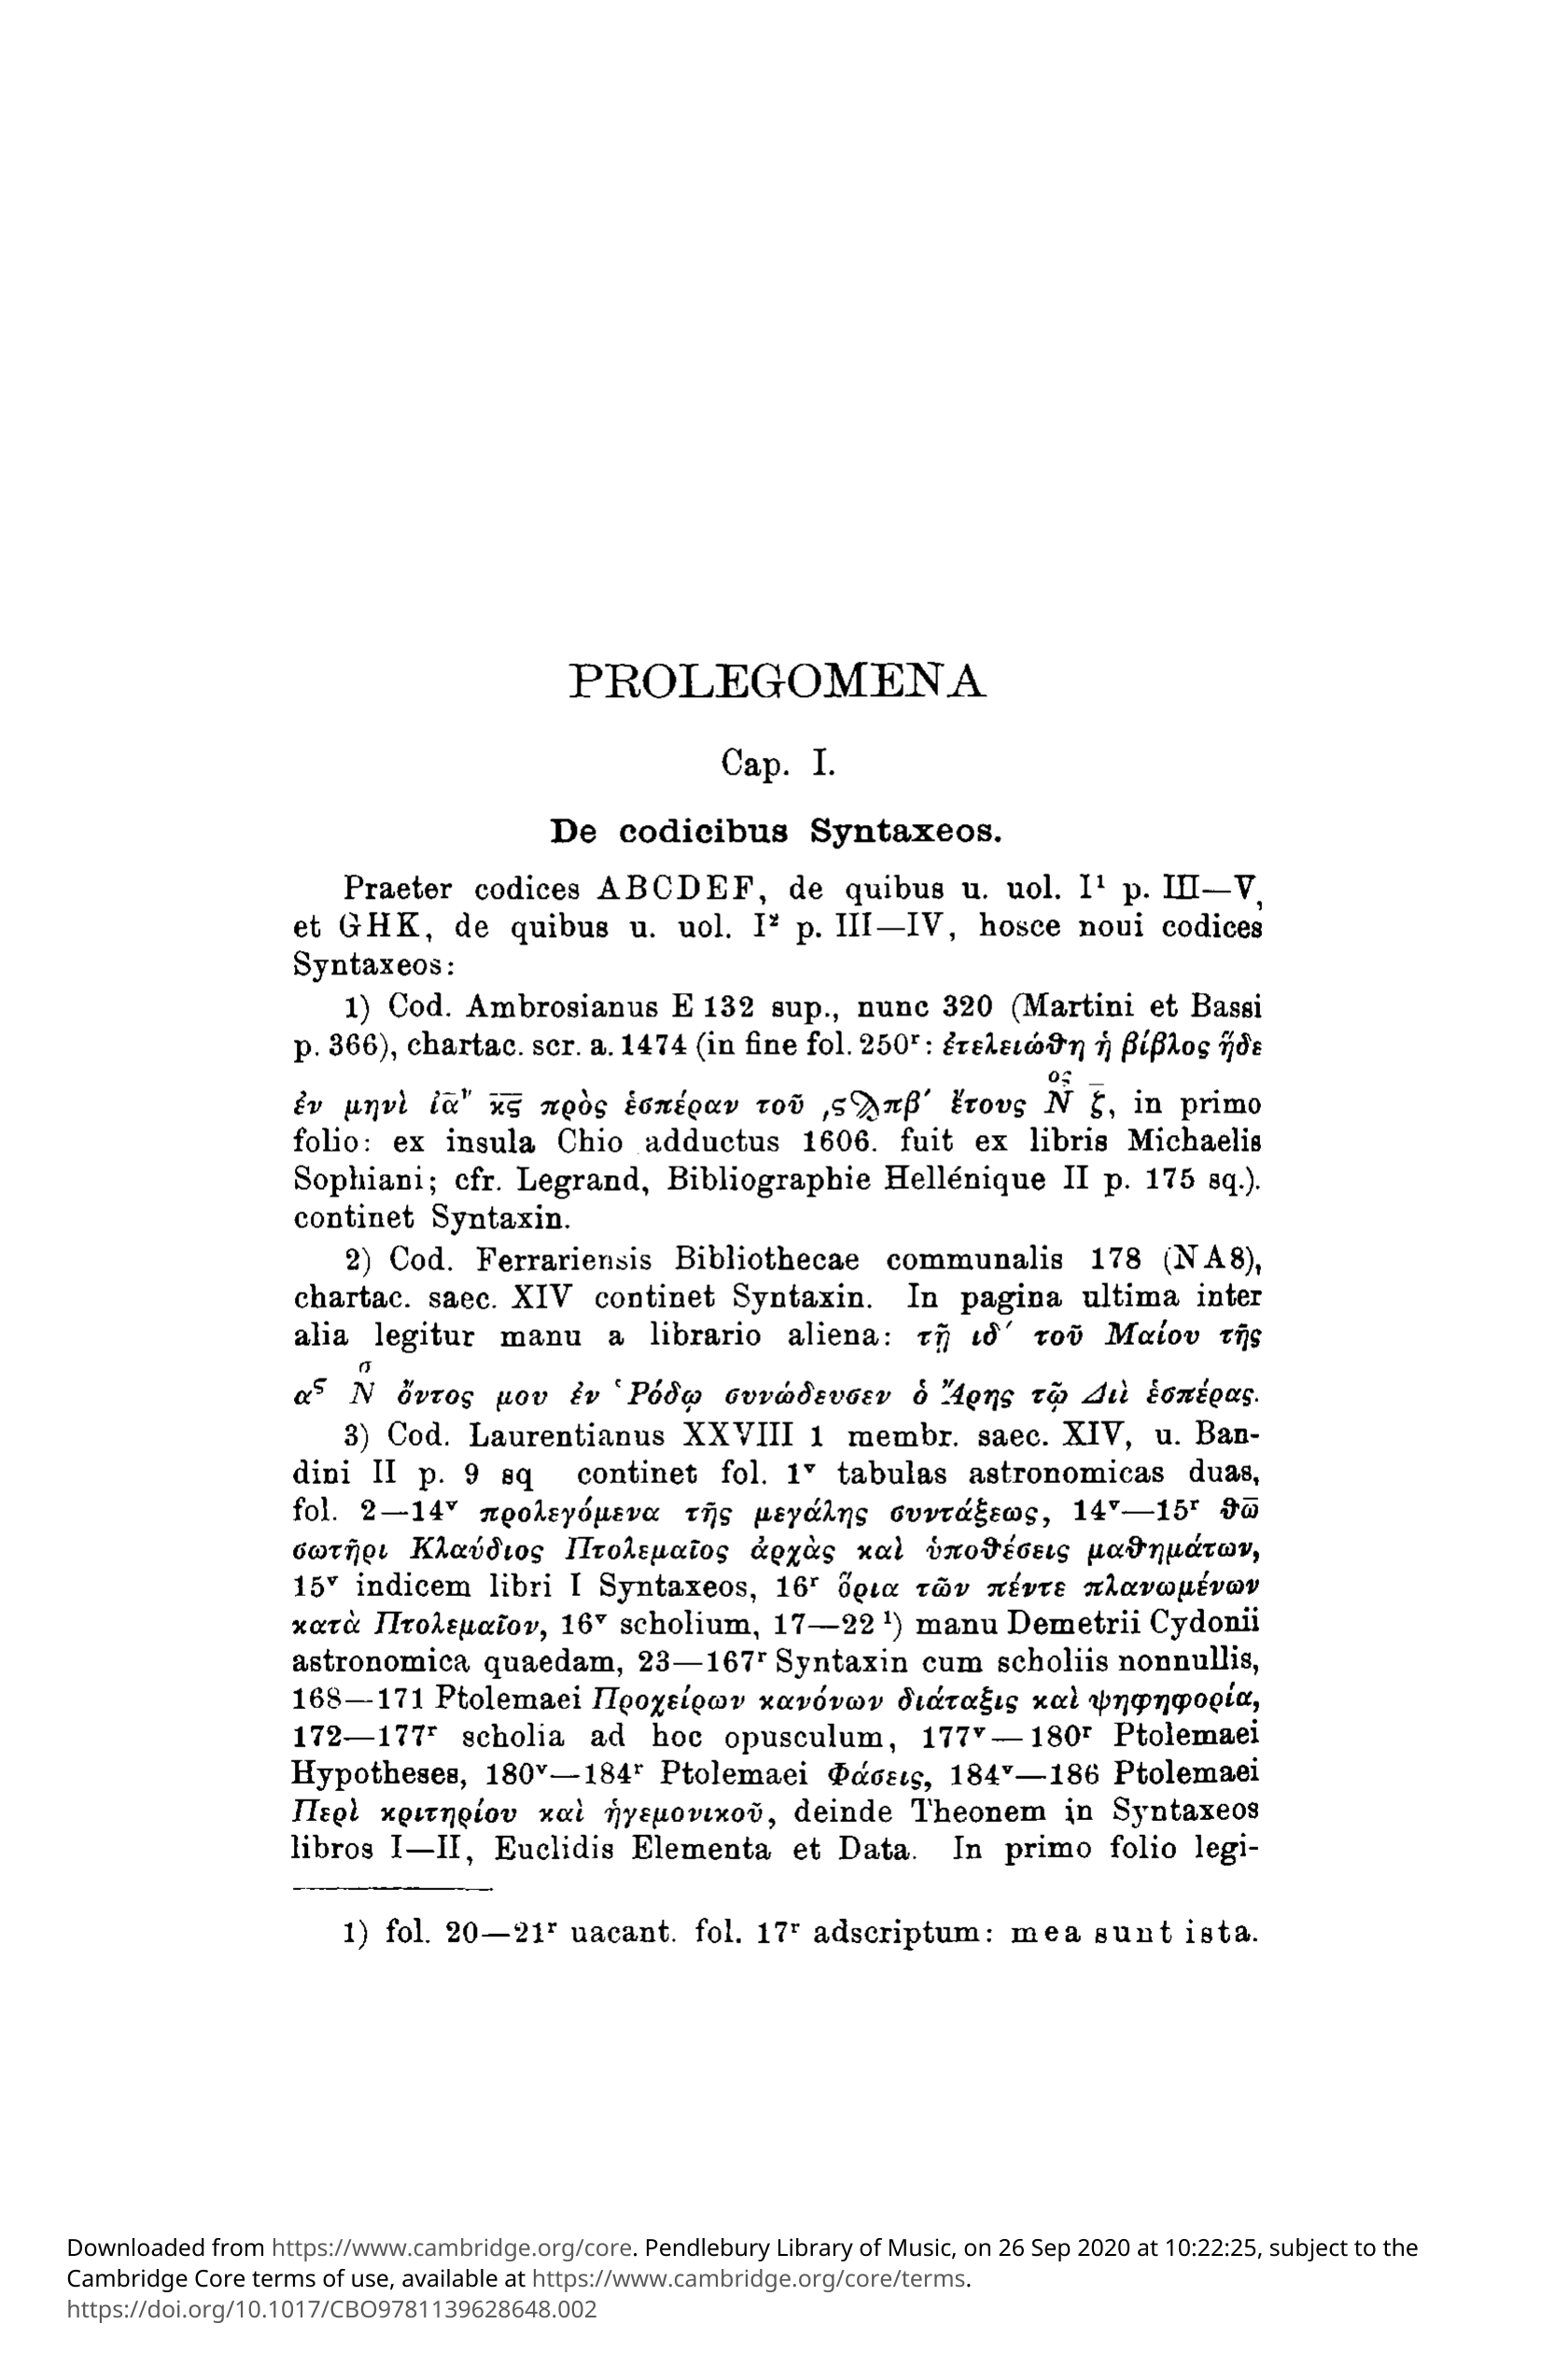 PROLEGOMENA
Cap. I.
De codicibus Syntaxeos.
Praeter codices ABCDEF, de quibus u. uol. I¹ p. III—V,
et GHK, de quibus u. uol. I² p. III—IV, hosce noui codices
Syntaxeos:
1) Cod. Ambrosianus E 132 sup., nunc 320 (Martini et Bassi
p. 366), chartac. scr. a. 1474 (in fine fol. 250ʳ: ἐτελειώθη ἡ βίβλος ἥδε
ἐν μηνὶ κ̅ϛ̅ πρὸς ἑσπέραν τοῦ ͵ϛϡπβ´ ἔτους Ν̓ο̣ς ζ̅, in primo
folio: ex insula Chio adductus 1606. fuit ex libris Michaelis
Sophiani; cfr. Legrand, Bibliographie Hellénique II p. 175 sq.).
continet Syntaxin.
2) Cod. Ferrariensis Bibliothecae communalis 178 (NA8),
chartac. saec. XIV continet Syntaxin. In pagina ultima inter
alia legitur manu a librario aliena: τῇ ιδ´ τοῦ Μαίου τῆς
σ
αϛ N ὄντος μου ἐν Ῥόδῳ συνώδευσεν ὁ Ἄρης τῷ Διὶ ἑσπέρας.
3) Cod. Laurentianus XXVIII 1 membr. saec. XIV, u. Ban-
dini II p. 9 sq continet fol. 1ᵛ tabulas astronomicas duas,
fol. 2—14ᵛ προλεγόμενα τῆς μεγάλης συντάξεως, 14ᵛ—15ʳ θω̅
σωτῆρι Κλαύδιος Πτολεμαῖος ἀρχὰς καὶ ὑποθέσεις μαθημάτων,
15ᵛ indicem libri I Syntaxeos, 16ʳ ὅρια τῶν πέντε πλανωμένων
κατὰ Πτολεμαῖον, 16ᵛ scholium, 17—22 ¹) manu Demetrii Cydonii
astronomica quaedam, 23—167ʳ Syntaxin cum scholiis nonnullis,
168—171 Ptolemaei Προχείρων κανόνων διάταξις καὶ ψηφηφορία,
172—177ʳ scholia ad hoc opusculum, 177ᵛ—180ʳ Ptolemaei
Hypotheses, 180ᵛ—184ʳ Ptolemaei Φάσεις, 184ᵛ—186 Ptolemaei
Περὶ κριτηρίου καὶ ἡγεμονικοῦ, deinde Theonem in Syntaxeos
libros I—II, Euclidis Elementa et Data. In primo folio legi-
1) fol. 20—21ʳ uacant. fol. 17ʳ adscriptum: mea sunt ista.
Downloaded from https://www.cambridge.org/core. Pendlebury Library of Music, on 26 Sep 2020 at 10:22:25, subject to the
Cambridge Core terms of use, available at https://www.cambridge.org/core/terms.
https://doi.org/10.1017/CBO9781139628648.002